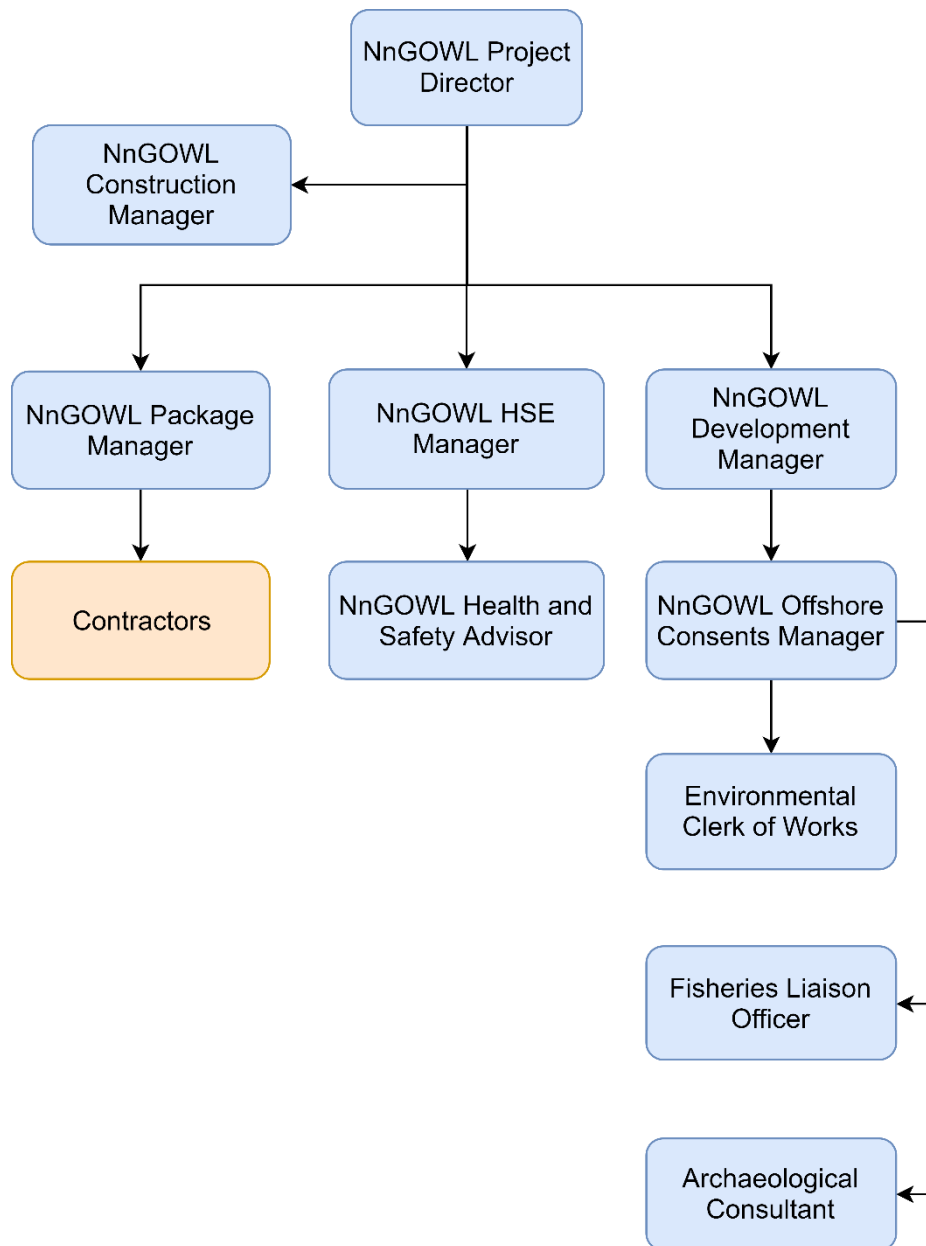 NnGOWL Project
Director
NnGOWL
Construction
Manager
NnGOWL Package
Manager
NnGOWL HSE
Manager
NnGOWL
Development
Manager
Contractors
NnGOWL Health and
Safety Advisor
NnGOWL Offshore
Consents Manager
Environmental
Clerk of Works
Fisheries Liaison
Officer
Archaeological
Consultant